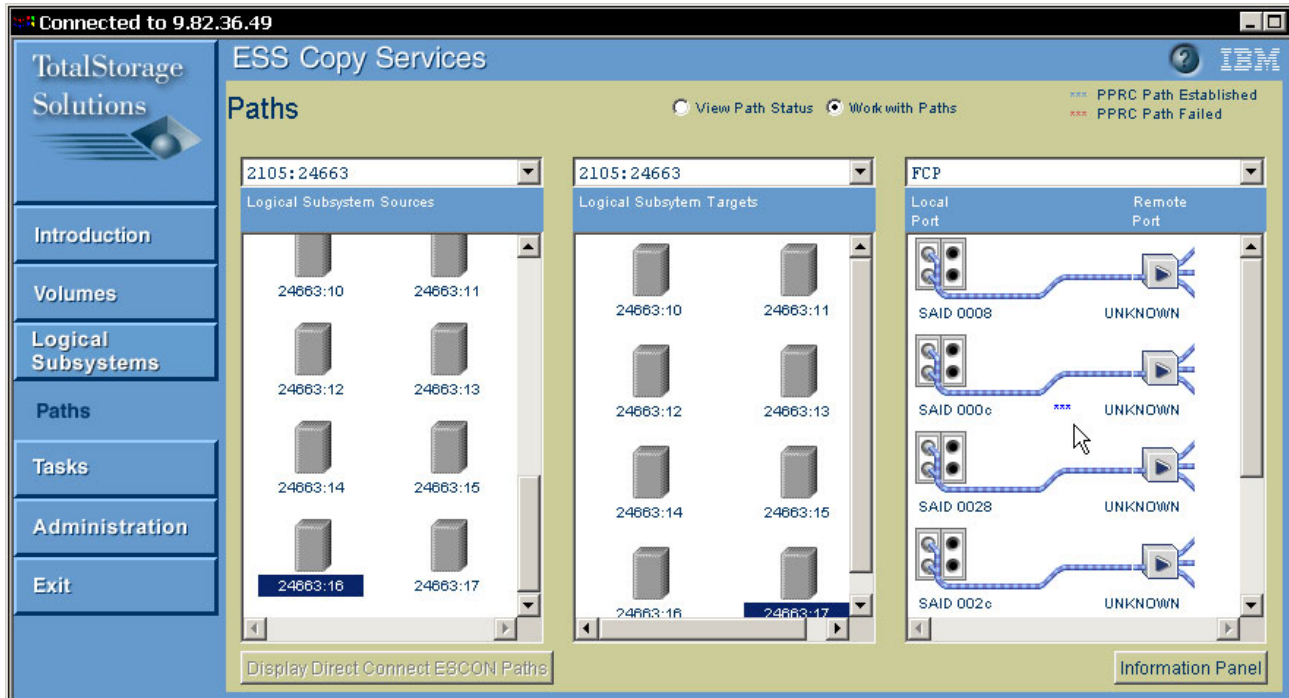 Connected to 9.82.36.49
TotalStorage
Solutions
ESS Copy Services
? IBM
Paths
View Path Status Work with Paths
*** PPRC Path Established
*** PPRC Path Failed
2105:24663
Logical Subsystem Sources
24663:10 24663:11
24663:12 24663:13
24663:14 24663:15
24663:16 24663:17
2105:24663
Logical Subsytem Targets
24663:10 24663:11
24663:12 24663:13
24663:14 24663:15
24663:16 24663:17
FCP
Local Port Remote Port
SAID 0008 UNKNOWN
SAID 000c *** UNKNOWN
SAID 0028 UNKNOWN
SAID 002c UNKNOWN
Introduction
Volumes
Logical
Subsystems
Paths
Tasks
Administration
Exit
Display Direct Connect ESCON Paths
Information Panel